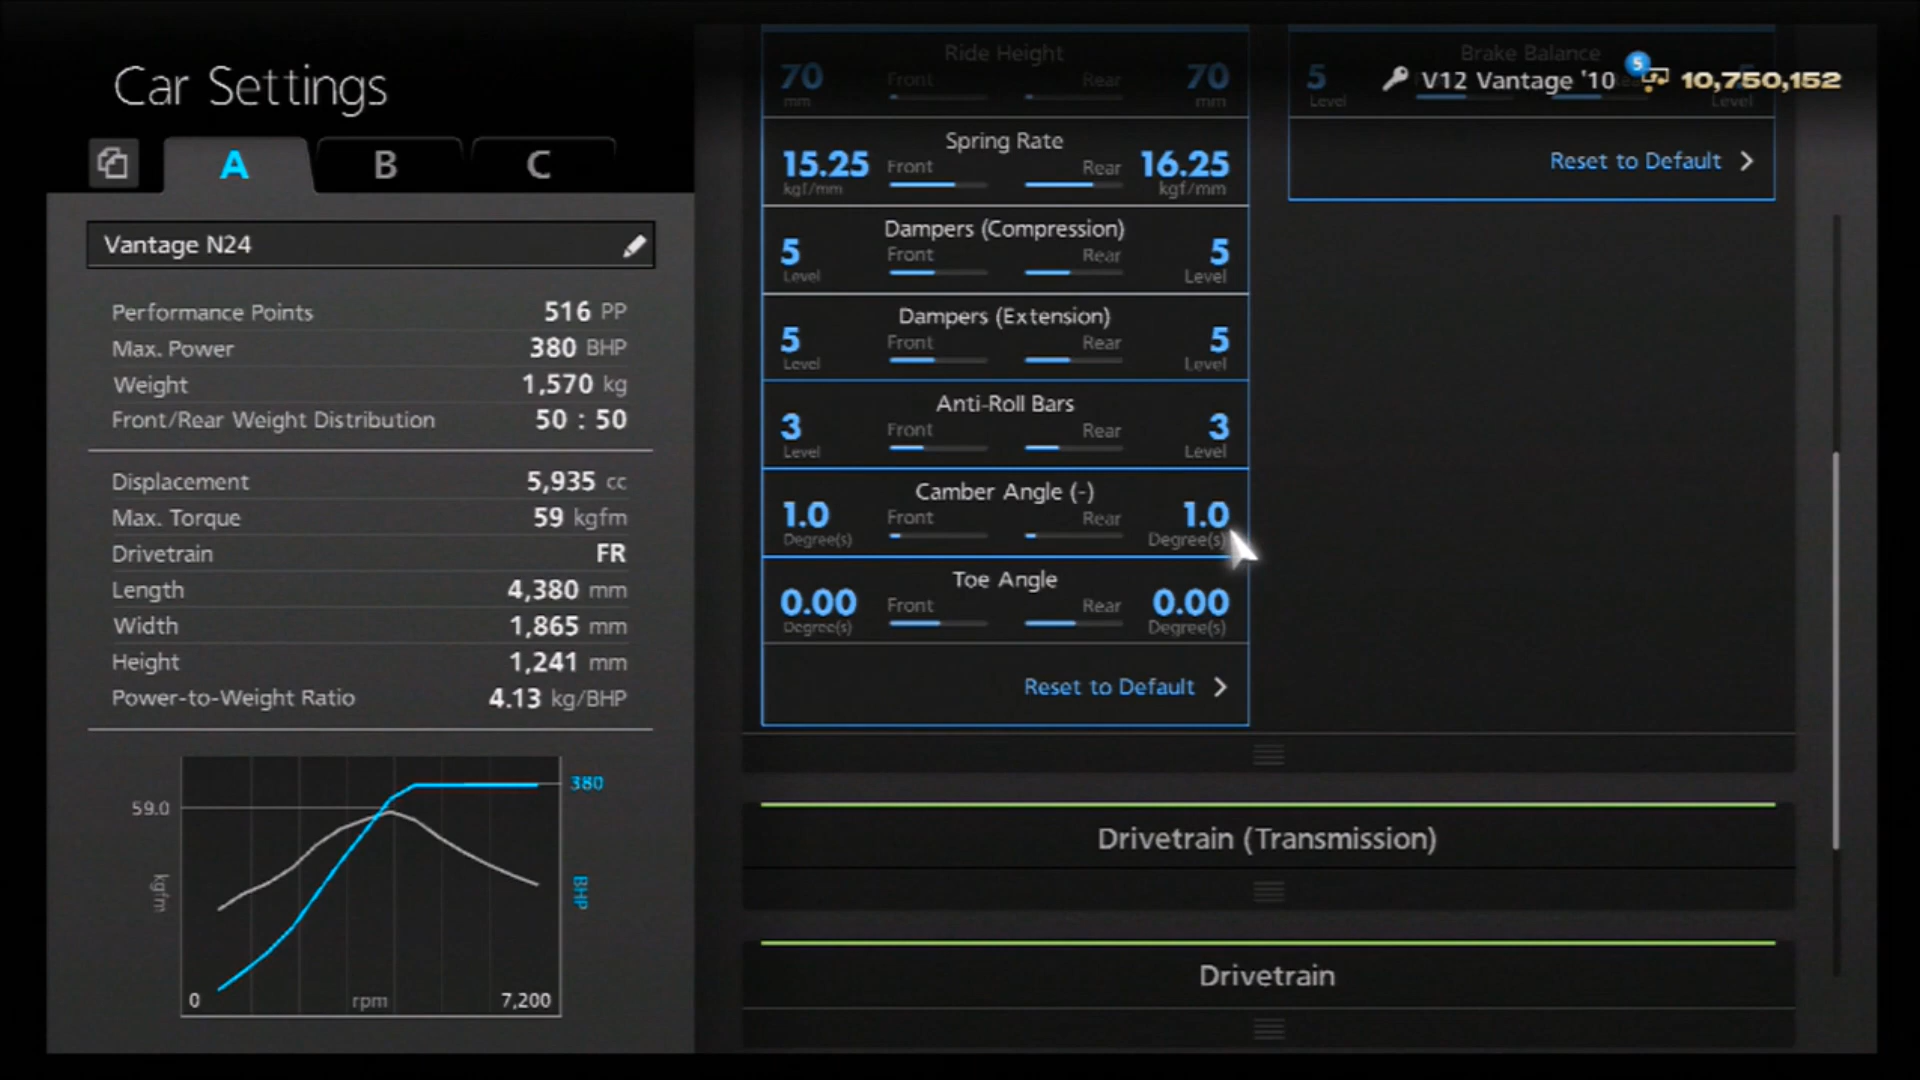 Car Settings
V12 Vantage '10
5
10,750,152
A
B
C
Vantage N24
Performance Points 516 PP
Max. Power 380 BHP
Weight 1,570 kg
Front/Rear Weight Distribution 50 : 50
Displacement 5,935 cc
Max. Torque 59 kgfm
Drivetrain FR
Length 4,380 mm
Width 1,865 mm
Height 1,241 mm
Power-to-Weight Ratio 4.13 kg/BHP
380
59.0
kgfm
BHP
0 rpm 7,200
Ride Height
70 Front Rear 70
mm mm
Spring Rate
15.25 Front Rear 16.25
kgf/mm kgf/mm
Dampers (Compression)
5 Front Rear 5
Level Level
Dampers (Extension)
5 Front Rear 5
Level Level
Anti-Roll Bars
3 Front Rear 3
Level Level
Camber Angle (-)
1.0 Front Rear 1.0
Degree(s) Degree(s)
Toe Angle
0.00 Front Rear 0.00
Degree(s) Degree(s)
Reset to Default
Brake Balance
5
Level Level
Reset to Default
Drivetrain (Transmission)
Drivetrain